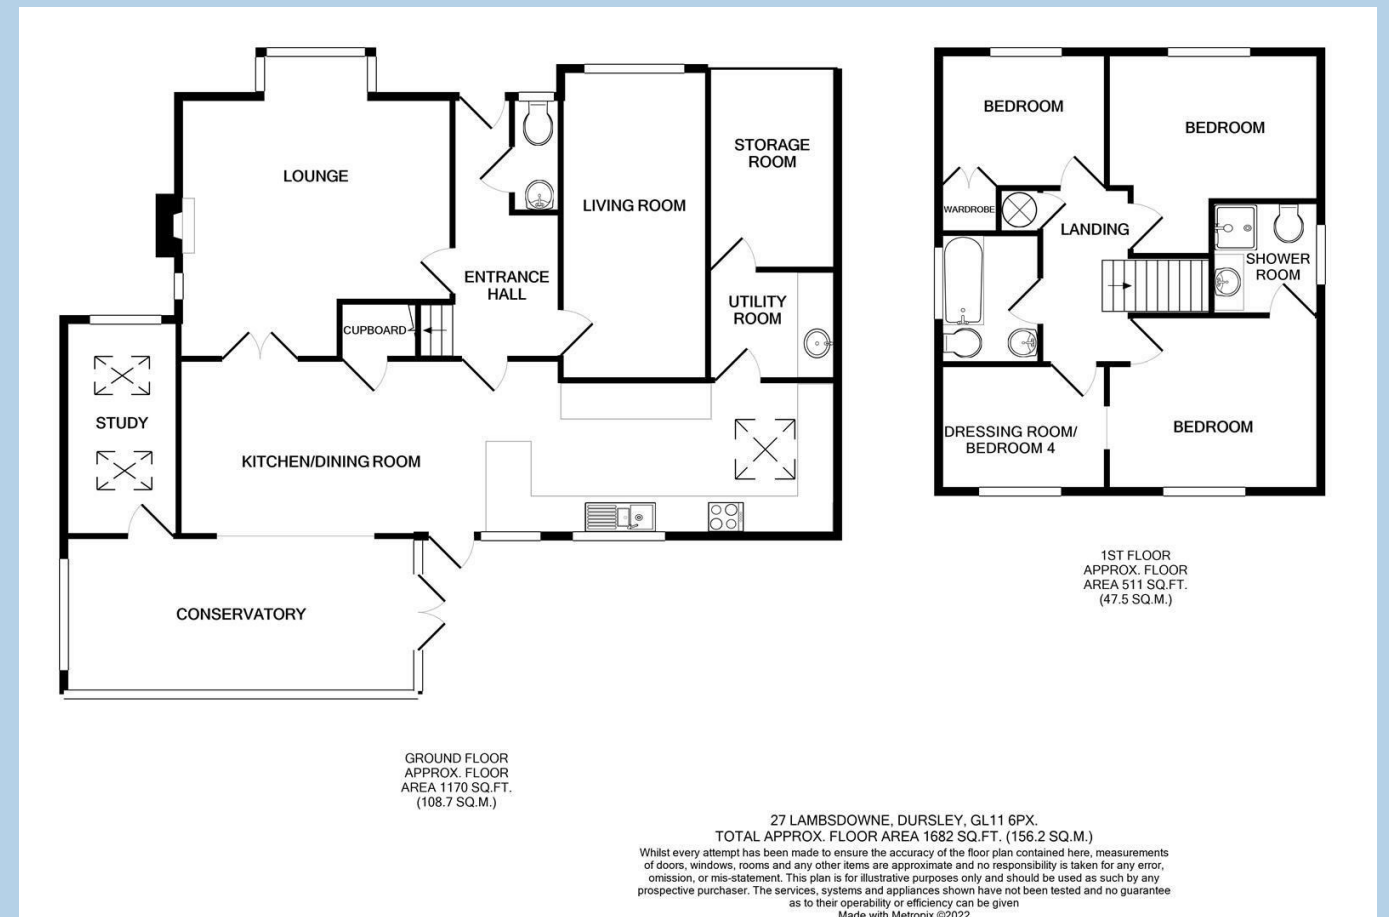 LOUNGE
LIVING ROOM
STORAGE
ROOM
ENTRANCE
HALL
UTILITY
ROOM
CUPBOARD
STUDY
KITCHEN/DINING ROOM
CONSERVATORY
GROUND FLOOR
APPROX. FLOOR
AREA 1170 SQ.FT.
(108.7 SQ.M.)
BEDROOM
BEDROOM
WARDROBE
LANDING
SHOWER
ROOM
DRESSING ROOM/
BEDROOM 4
BEDROOM
1ST FLOOR
APPROX. FLOOR
AREA 511 SQ.FT.
(47.5 SQ.M.)
27 LAMBSDOWNE, DURSLEY, GL11 6PX.
TOTAL APPROX. FLOOR AREA 1682 SQ.FT. (156.2 SQ.M.)
Whilst every attempt has been made to ensure the accuracy of the floor plan contained here, measurements
of doors, windows, rooms and any other items are approximate and no responsibility is taken for any error,
omission, or mis-statement. This plan is for illustrative purposes only and should be used as such by any
prospective purchaser. The services, systems and appliances shown have not been tested and no guarantee
as to their operability or efficiency can be given
Made with Metropix ©2022